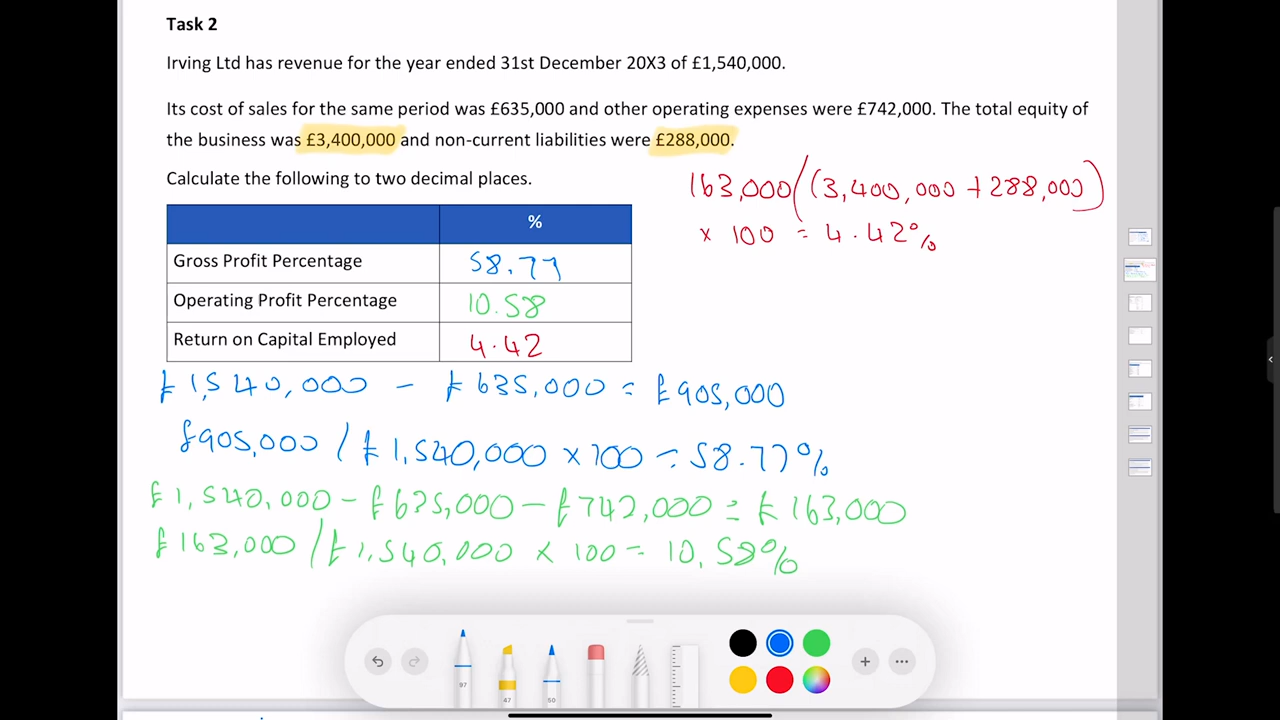 Task 2
Irving Ltd has revenue for the year ended 31st December 20X3 of £1,540,000.
Its cost of sales for the same period was £635,000 and other operating expenses were £742,000. The total equity of
the business was £3,400,000 and non-current liabilities were £288,000.
Calculate the following to two decimal places.
163,000/(3,400,000 + 288,000)
× 100 = 4.42%
%
Gross Profit Percentage 58.77
Operating Profit Percentage 10.58
Return on Capital Employed 4.42
£1,540,000 - £635,000 = £905,000
£905,000 / £1,540,000 × 100 = 58.77%
£1,540,000 - £635,000 - £742,000 = £163,000
£163,000 / £1,540,000 × 100 = 10.58%
97
47
50